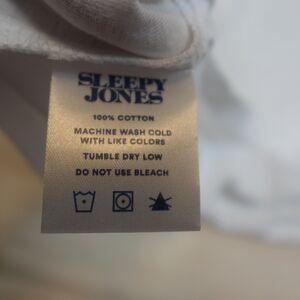 SLEEPY
JONES
100% COTTON
MACHINE WASH COLD
WITH LIKE COLORS
TUMBLE DRY LOW
DO NOT USE BLEACH